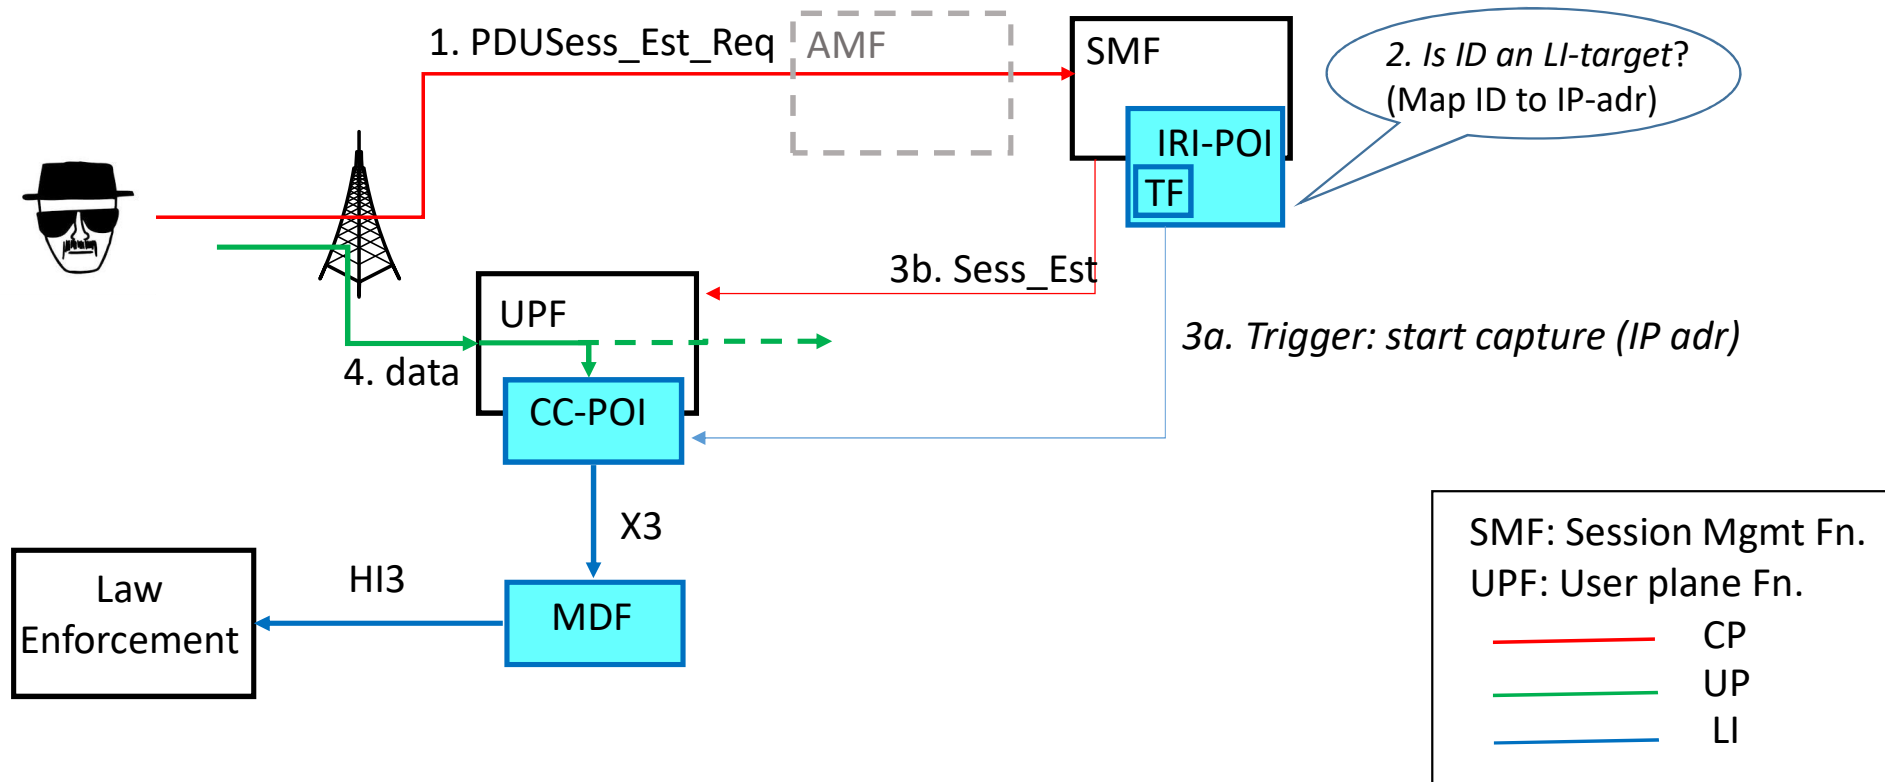 1. PDUSess_Est_Req
AMF
SMF
2. Is ID an LI-target?
(Map ID to IP-adr)
IRI-POI
TF
3b. Sess_Est
UPF
3a. Trigger: start capture (IP adr)
4. data
CC-POI
X3
SMF: Session Mgmt Fn.
UPF: User plane Fn.
CP
UP
LI
HI3
Law
Enforcement
MDF